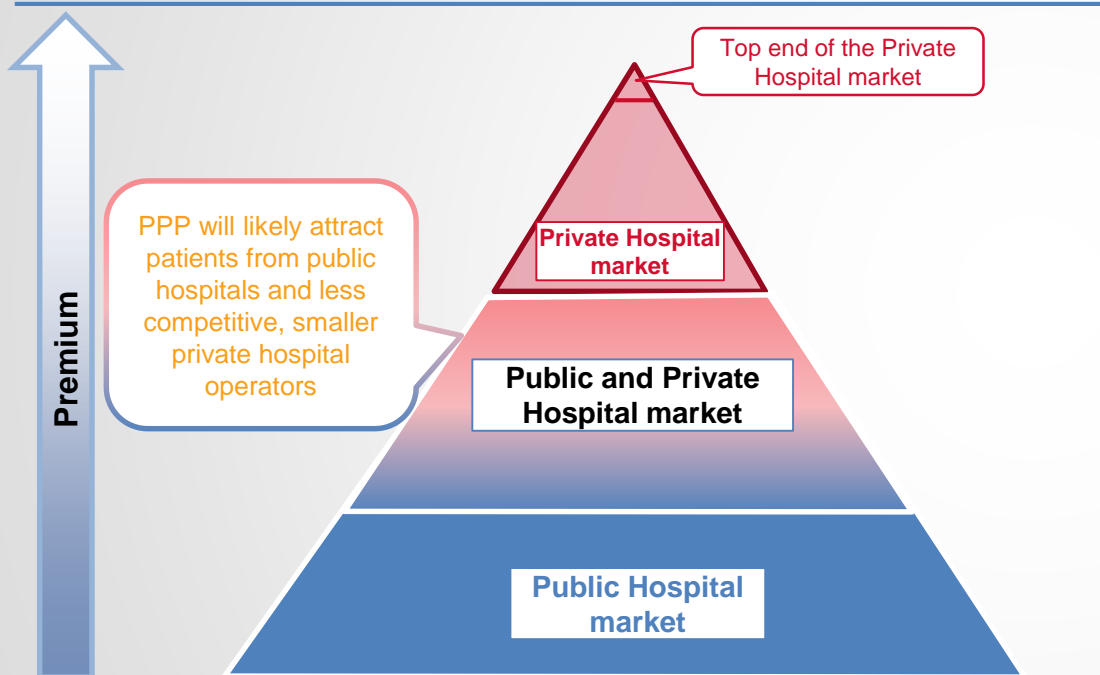 Top end of the Private
Hospital market
PPP will likely attract
patients from public
hospitals and less
competitive, smaller
private hospital
operators
Premium
Private Hospital
market
Public and Private
Hospital market
Public Hospital
market